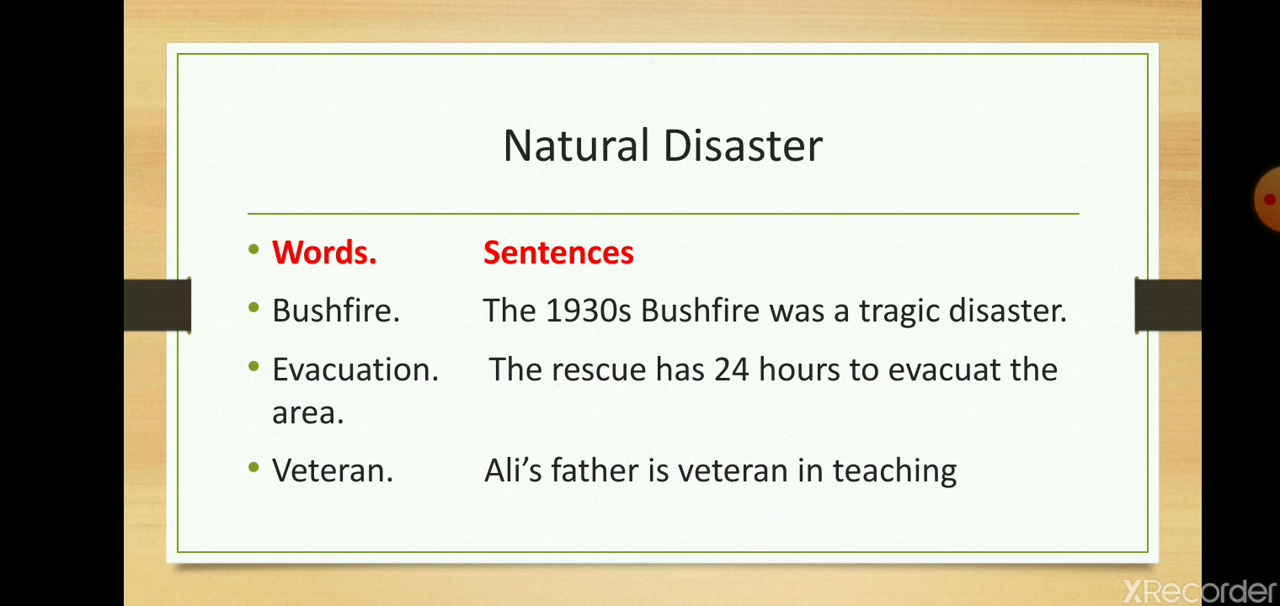 Natural Disaster
• Words. Sentences
• Bushfire. The 1930s Bushfire was a tragic disaster.
• Evacuation. The rescue has 24 hours to evacuat the
area.
• Veteran. Ali’s father is veteran in teaching
XRecorder